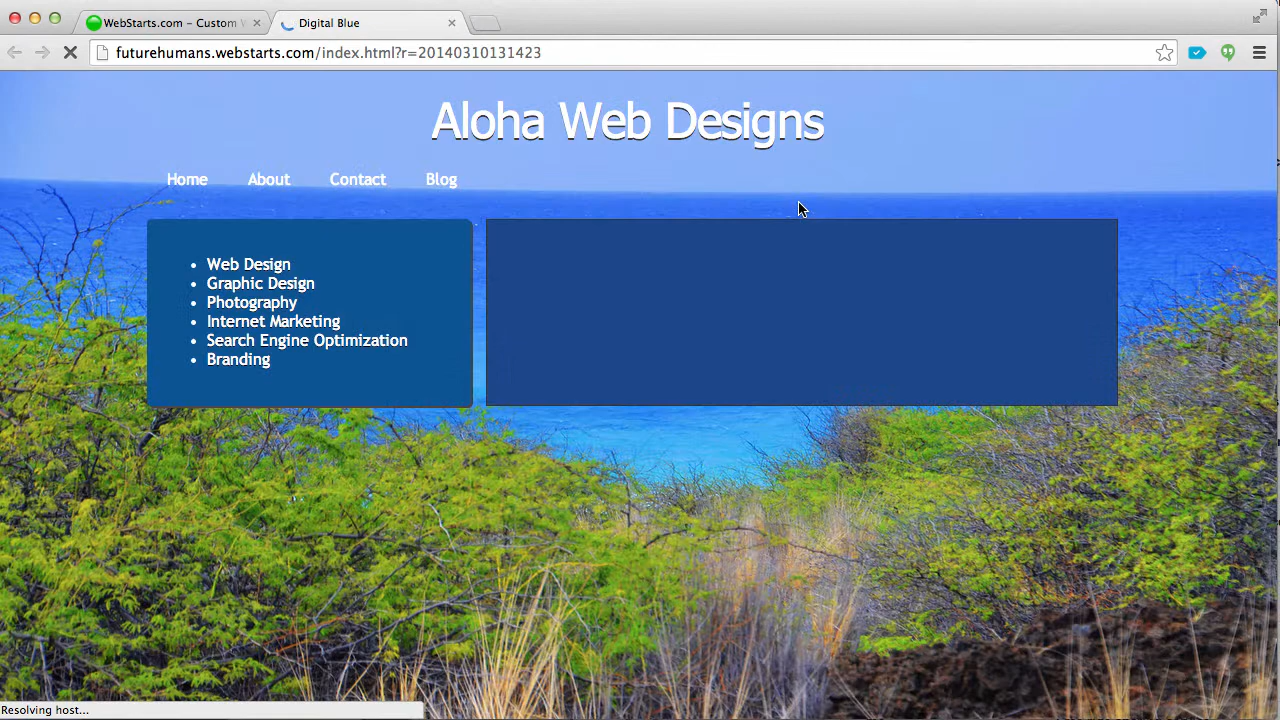 WebStarts.com – Custom W
Digital Blue
futurehumans.webstarts.com/index.html?r=20140310131423
Aloha Web Designs
Home About Contact Blog
• Web Design
• Graphic Design
• Photography
• Internet Marketing
• Search Engine Optimization
• Branding
Resolving host...